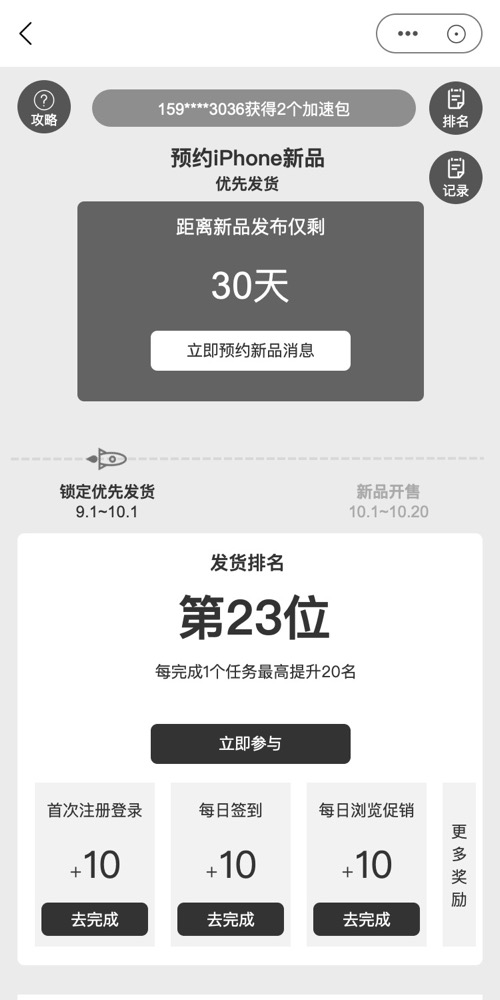 攻略
159****3036获得2个加速包
排名
预约iPhone新品
优先发货
记录
距离新品发布仅剩
30天
立即预约新品消息
锁定优先发货
9.1~10.1
新品开售
10.1~10.20
发货排名
第23位
每完成1个任务最高提升20名
立即参与
首次注册登录
+10
去完成
每日签到
+10
去完成
每日浏览促销
+10
去完成
更多奖励